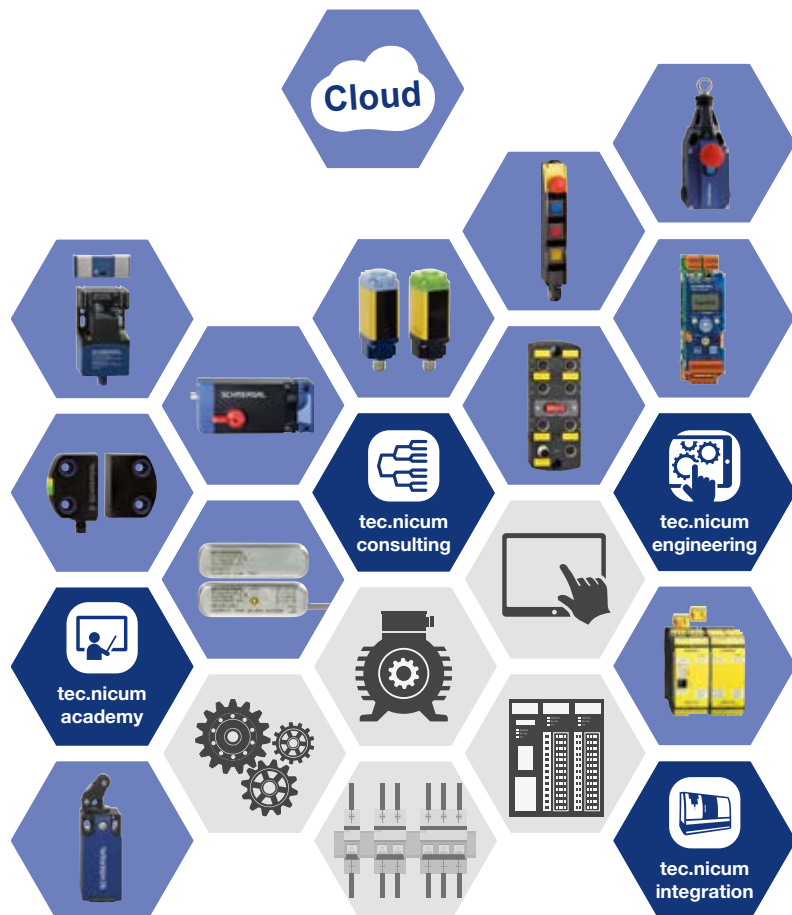 Cloud
SCHMERSAL
tec.nicum
consulting
tec.nicum
engineering
tec.nicum
academy
tec.nicum
integration